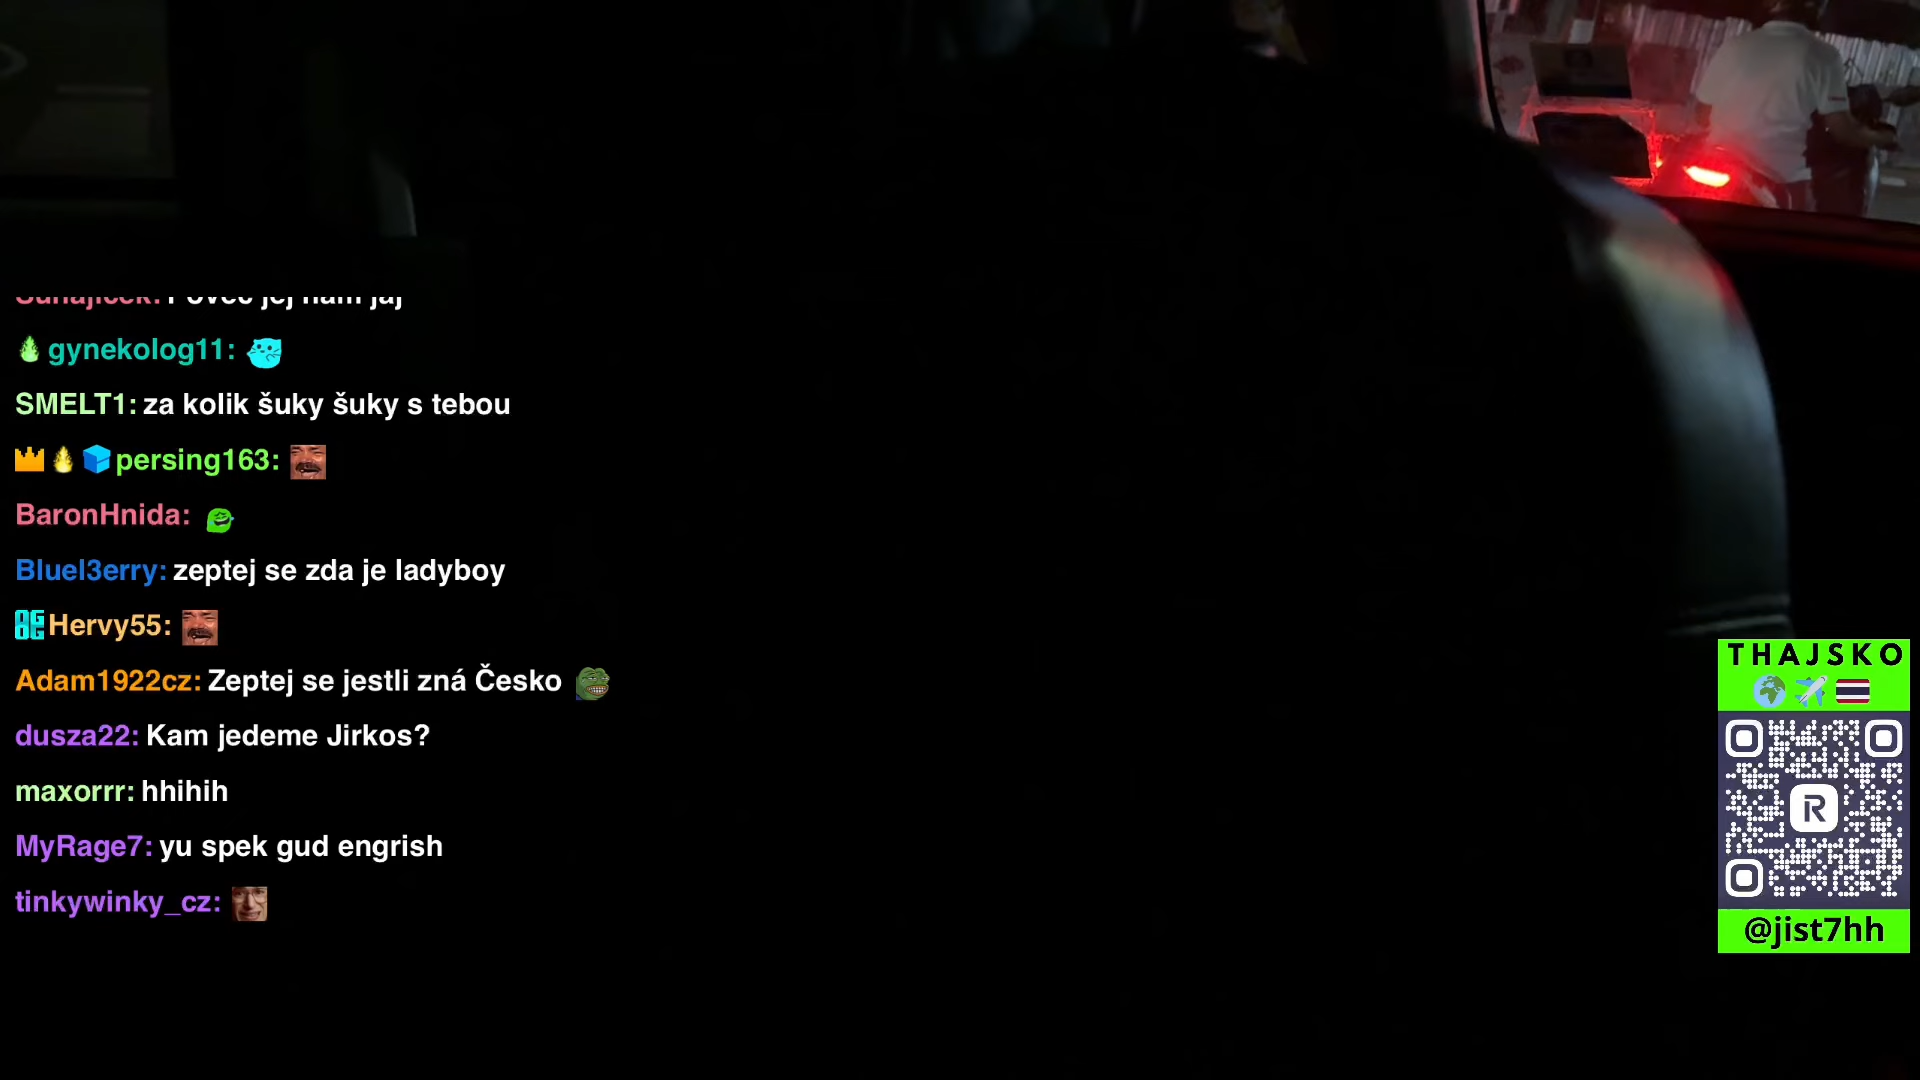 gynekolog11:
SMELT1: za kolik šuky šuky s tebou
persing163:
BaronHnida:
Bluel3erry: zeptej se zda je ladyboy
Hervy55:
Adam1922cz: Zeptej se jestli zná Česko
dusza22: Kam jedeme Jirkos?
maxorrr: hhihih
MyRage7: yu spek gud engrish
tinkywinky_cz:
THAJSKO
R
@jist7hh